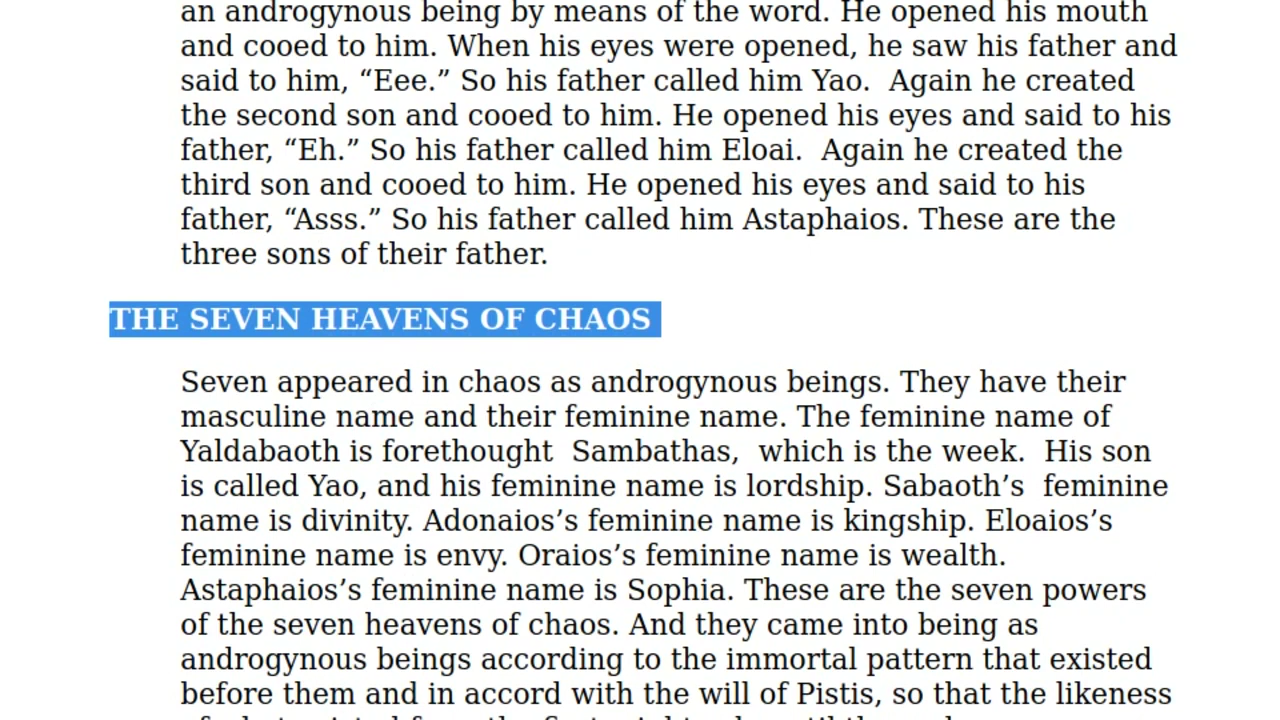 an androgynous being by means of the word. He opened his mouth
and cooed to him. When his eyes were opened, he saw his father and
said to him, “Eee.” So his father called him Yao.  Again he created
the second son and cooed to him. He opened his eyes and said to his
father, “Eh.” So his father called him Eloai.  Again he created the
third son and cooed to him. He opened his eyes and said to his
father, “Asss.” So his father called him Astaphaios. These are the
three sons of their father.
THE SEVEN HEAVENS OF CHAOS
Seven appeared in chaos as androgynous beings. They have their
masculine name and their feminine name. The feminine name of
Yaldabaoth is forethought  Sambathas,  which is the week.  His son
is called Yao, and his feminine name is lordship. Sabaoth’s  feminine
name is divinity. Adonaios’s feminine name is kingship. Eloaios’s
feminine name is envy. Oraios’s feminine name is wealth.
Astaphaios’s feminine name is Sophia. These are the seven powers
of the seven heavens of chaos. And they came into being as
androgynous beings according to the immortal pattern that existed
before them and in accord with the will of Pistis, so that the likeness